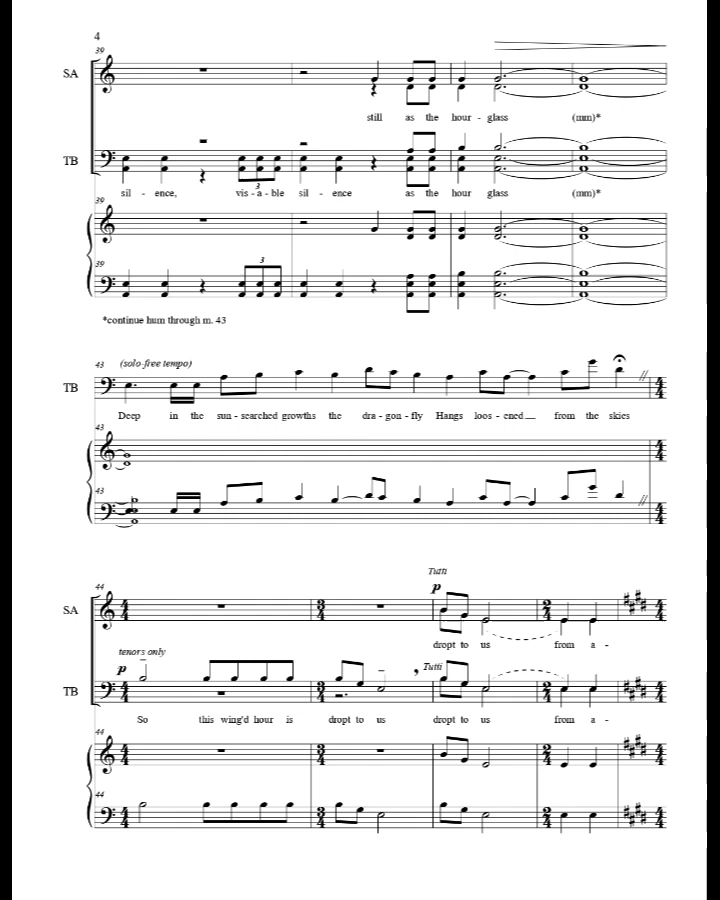 4
39
SA
still as the hour - glass (mm)*
TB
3
sil - ence, vis - a - ble sil - ence as the hour glass (mm)*
39
39
3
*continue hum through m. 43
43 (solo-free tempo)
TB
Deep in the sun - searched growths the dra - gon - fly Hangs loos - ened from the skies
43
43
Tutti
44
p
SA
dropt to us from a -
tenors only
p
Tutti
TB
So this wing'd hour is dropt to us dropt to us from a -
44
44